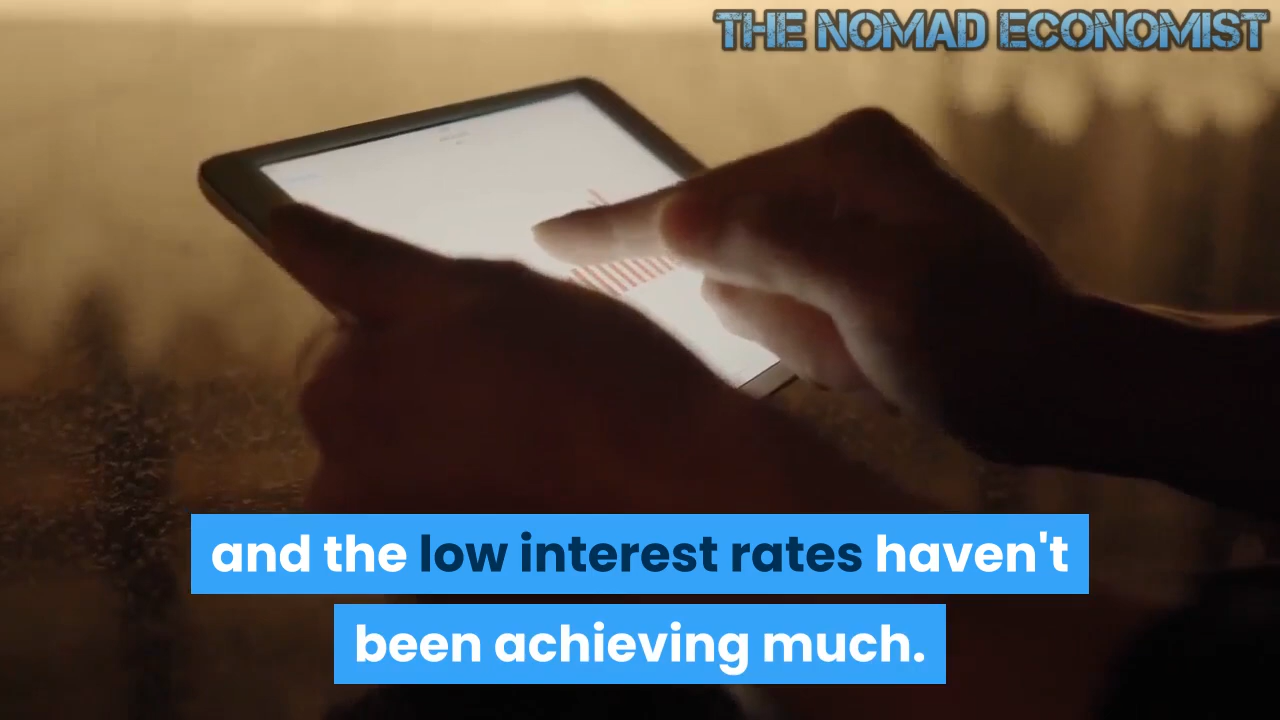 THE NOMAD ECONOMIST
and the low interest rates haven't
been achieving much.